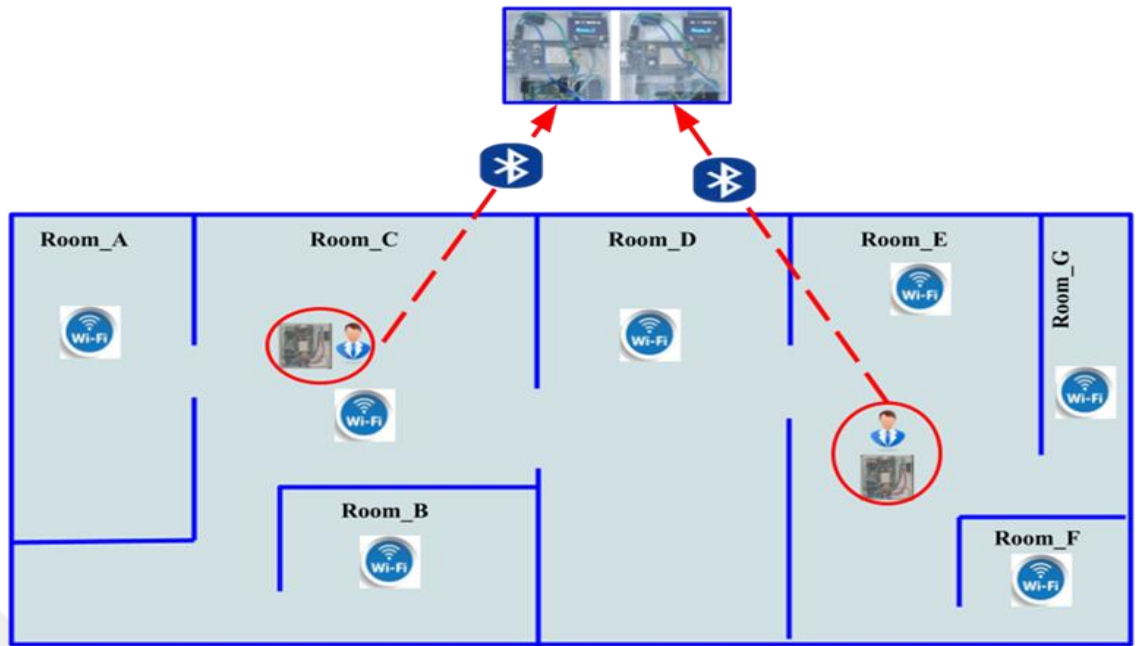 Room_A
Room_C
Room_D
Room_E
Room_G
Wi-Fi
Wi-Fi
Wi-Fi
Wi-Fi
Wi-Fi
Room_B
Wi-Fi
Room_F
Wi-Fi